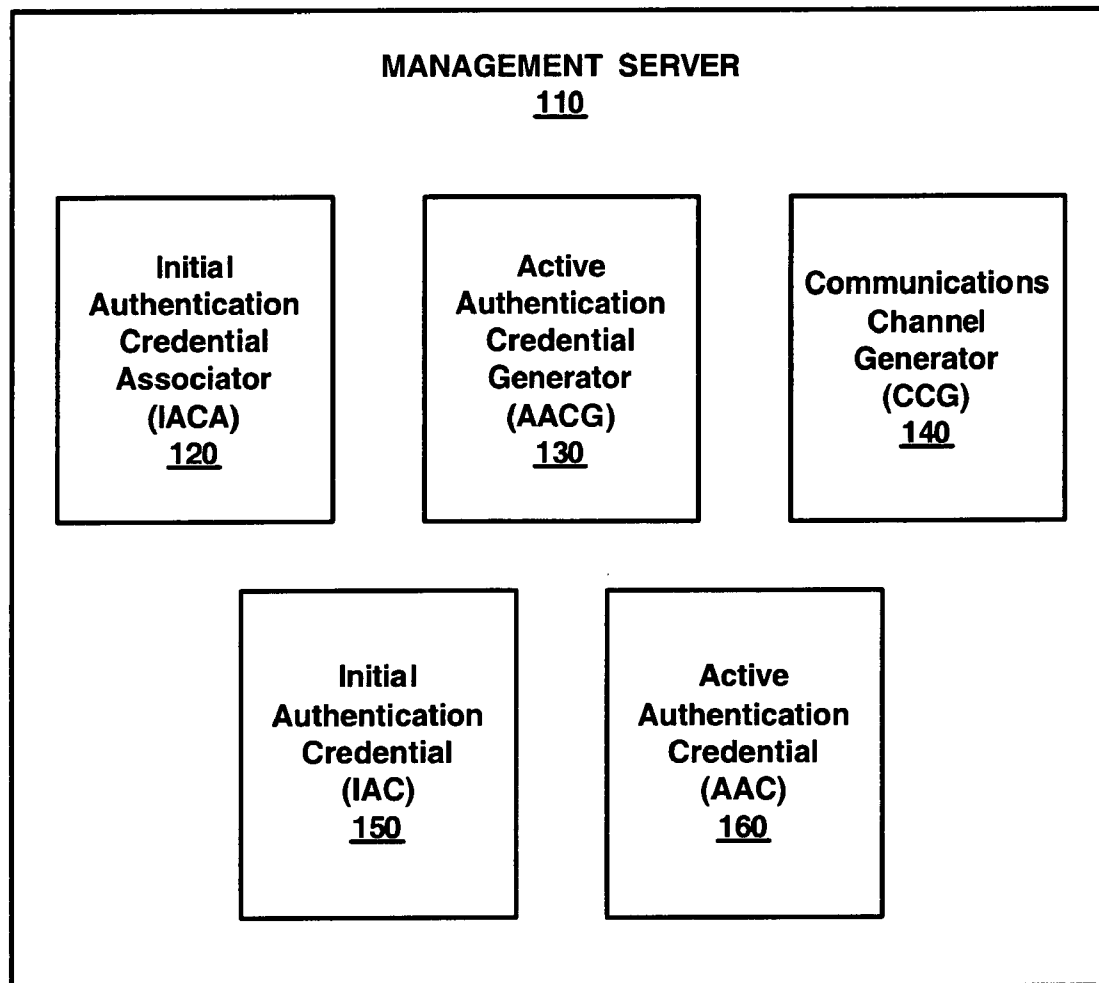 MANAGEMENT SERVER
110
Initial
Authentication
Credential
Associator
(IACA)
120
Active
Authentication
Credential
Generator
(AACG)
130
Communications
Channel
Generator
(CCG)
140
Initial
Authentication
Credential
(IAC)
150
Active
Authentication
Credential
(AAC)
160